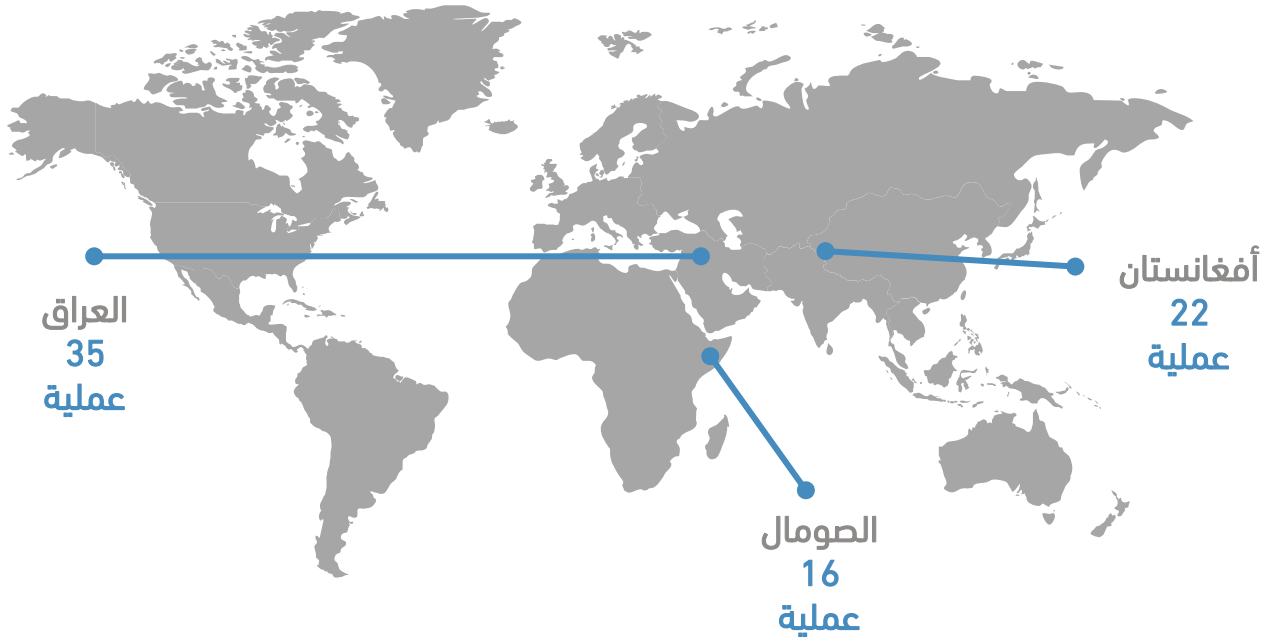 أفغانستان
22
عملية
العراق
35
عملية
الصومال
16
عملية